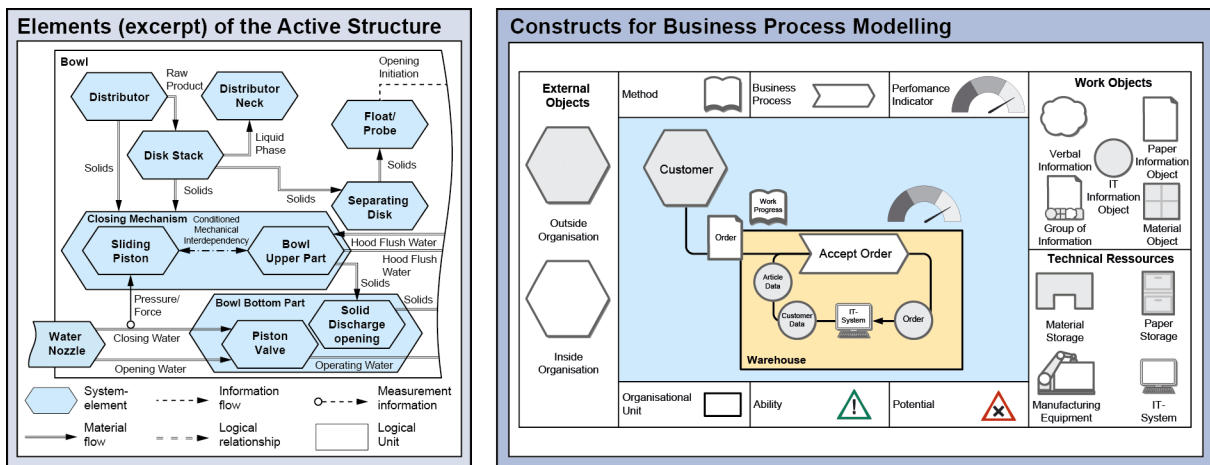 Elements (excerpt) of the Active Structure
Bowl
Raw
Product
Opening
Initiation
Distributor
Distributor
Neck
Float/
Probe
Disk Stack
Liquid
Phase
Solids
Solids
Solids
Solids
Separating
Disk
Closing Mechanism
Conditioned
Mechanical
Interdependency
Sliding
Piston
Bowl
Upper Part
Hood Flush Water
Hood Flush
Water
Solids
Pressure/
Force
Bowl Bottom Part
Solids
Solid
Discharge
opening
Water
Nozzle
Closing Water
Piston
Valve
Opening Water
Operating Water
System-
element
Information
flow
Measurement
information
Material
flow
Logical
relationship
Logical
Unit
Constructs for Business Process Modelling
External
Objects
Method
Business
Process
Perfomance
Indicator
Work Objects
Outside
Organisation
Inside
Organisation
Customer
Order
Work
Progress
Accept Order
Article
Data
Customer
Data
IT-
System
Order
Warehouse
Verbal
Information
Paper
Information
Object
IT
Information
Object
Group of
Information
Material
Object
Technical Ressources
Material
Storage
Paper
Storage
Manufacturing
Equipment
IT-
System
Organisational
Unit
Ability
Potential